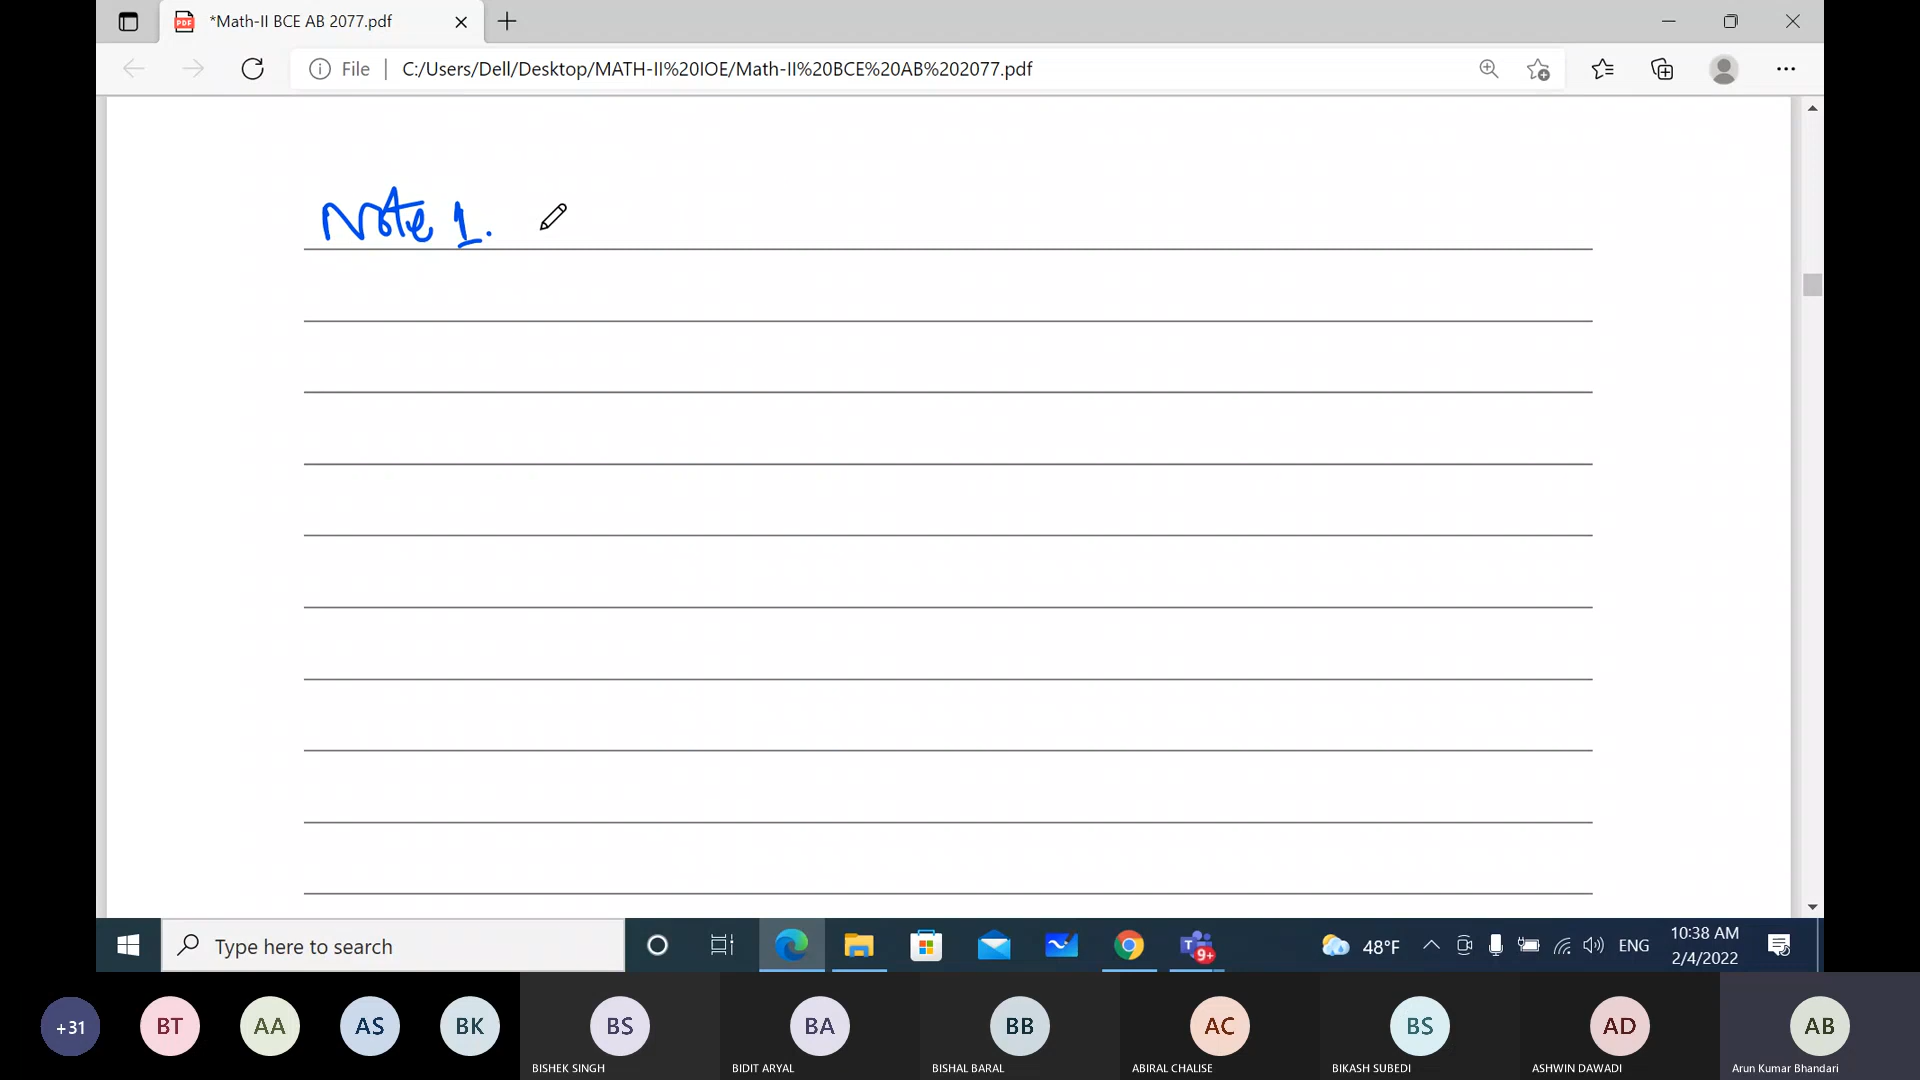 *Math-II BCE AB 2077.pdf
File | C:/Users/Dell/Desktop/MATH-II%20IOE/Math-II%20BCE%20AB%202077.pdf
Note 1.
Type here to search
9+
48°F
ENG
10:38 AM
2/4/2022
+31
BT
AA
AS
BK
BS
BISHEK SINGH
BA
BIDIT ARYAL
BB
BISHAL BARAL
AC
ABIRAL CHALISE
BS
BIKASH SUBEDI
AD
ASHWIN DAWADI
AB
Arun Kumar Bhandari